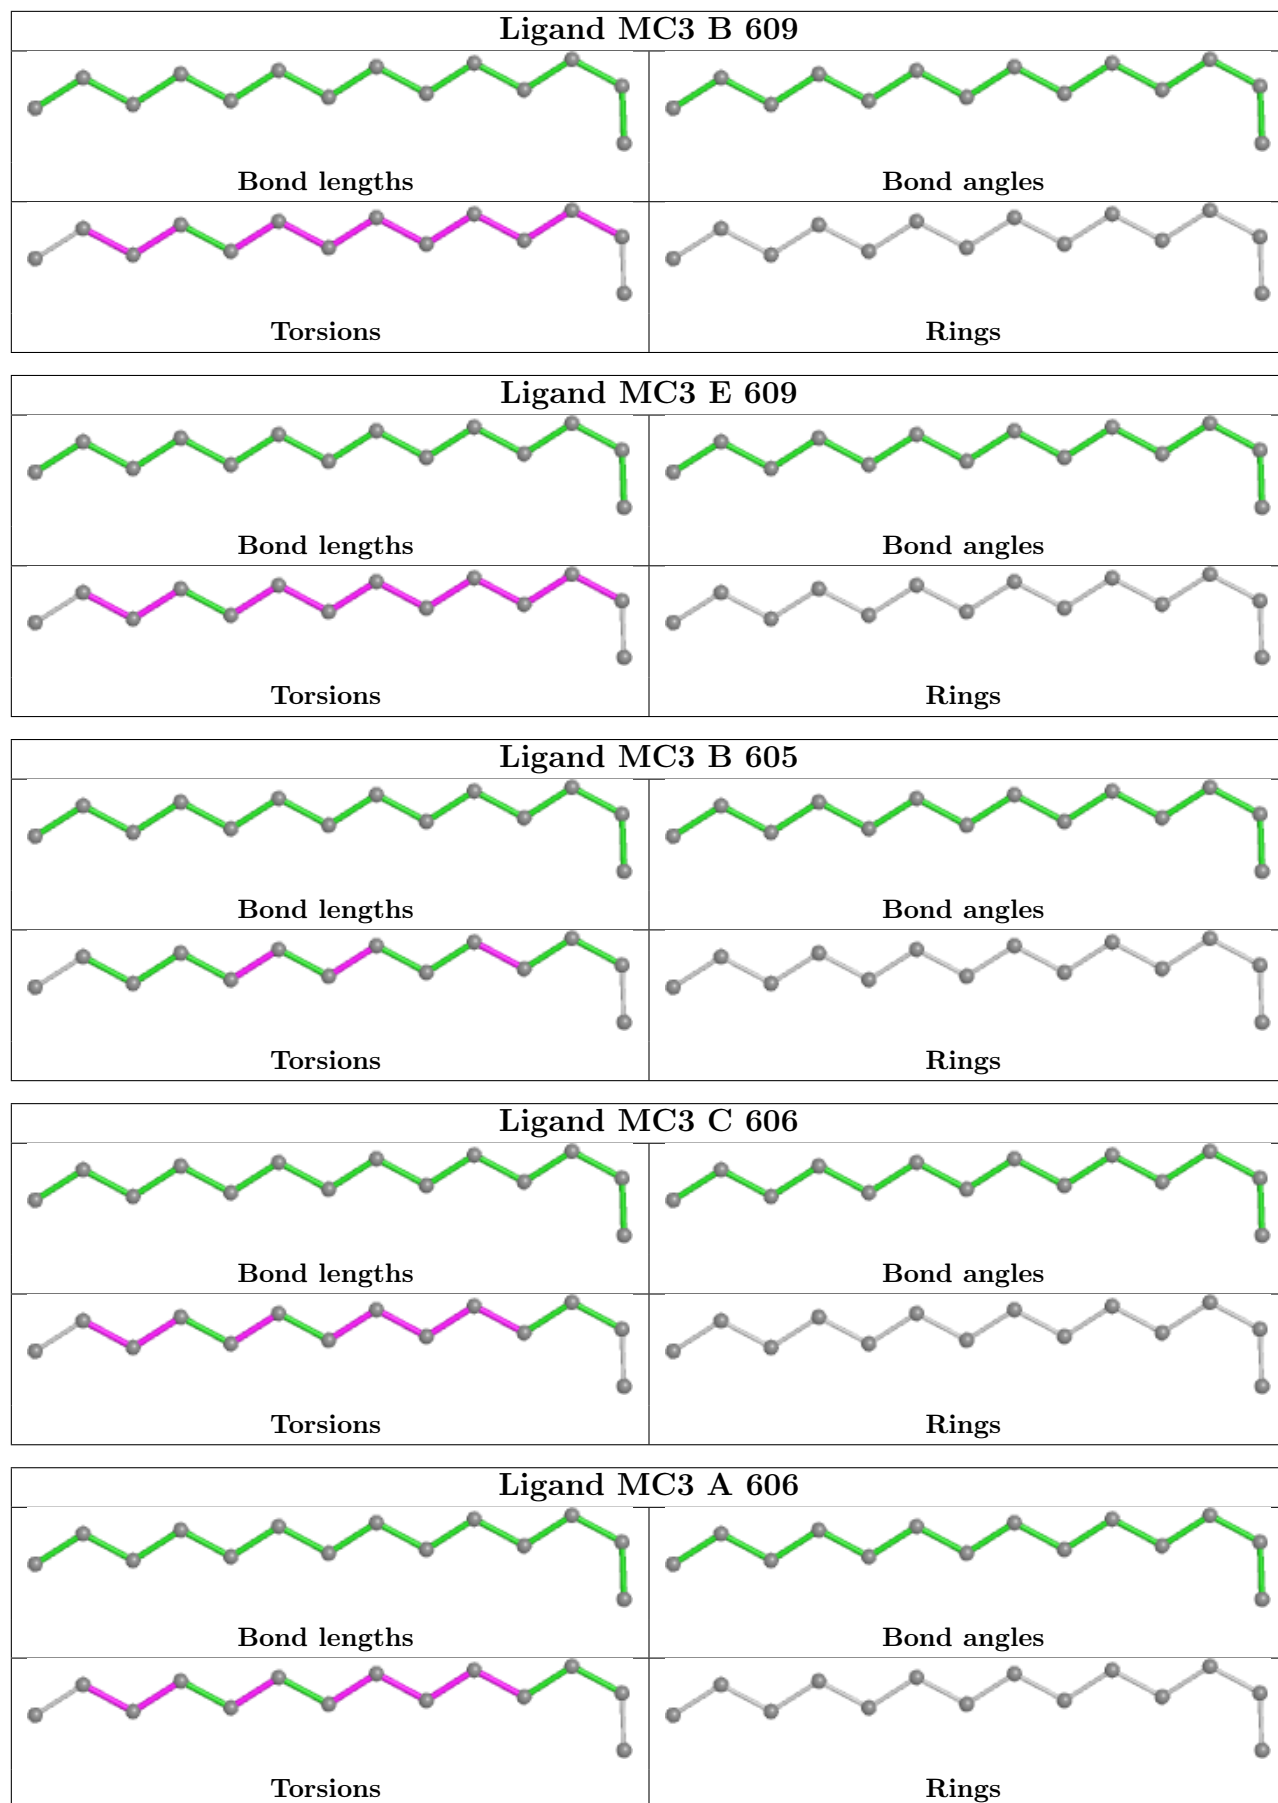 Ligand MC3 B 609
Bond lengths
Bond angles
Torsions
Rings
Ligand MC3 E 609
Bond lengths
Bond angles
Torsions
Rings
Ligand MC3 B 605
Bond lengths
Bond angles
Torsions
Rings
Ligand MC3 C 606
Bond lengths
Bond angles
Torsions
Rings
Ligand MC3 A 606
Bond lengths
Bond angles
Torsions
Rings